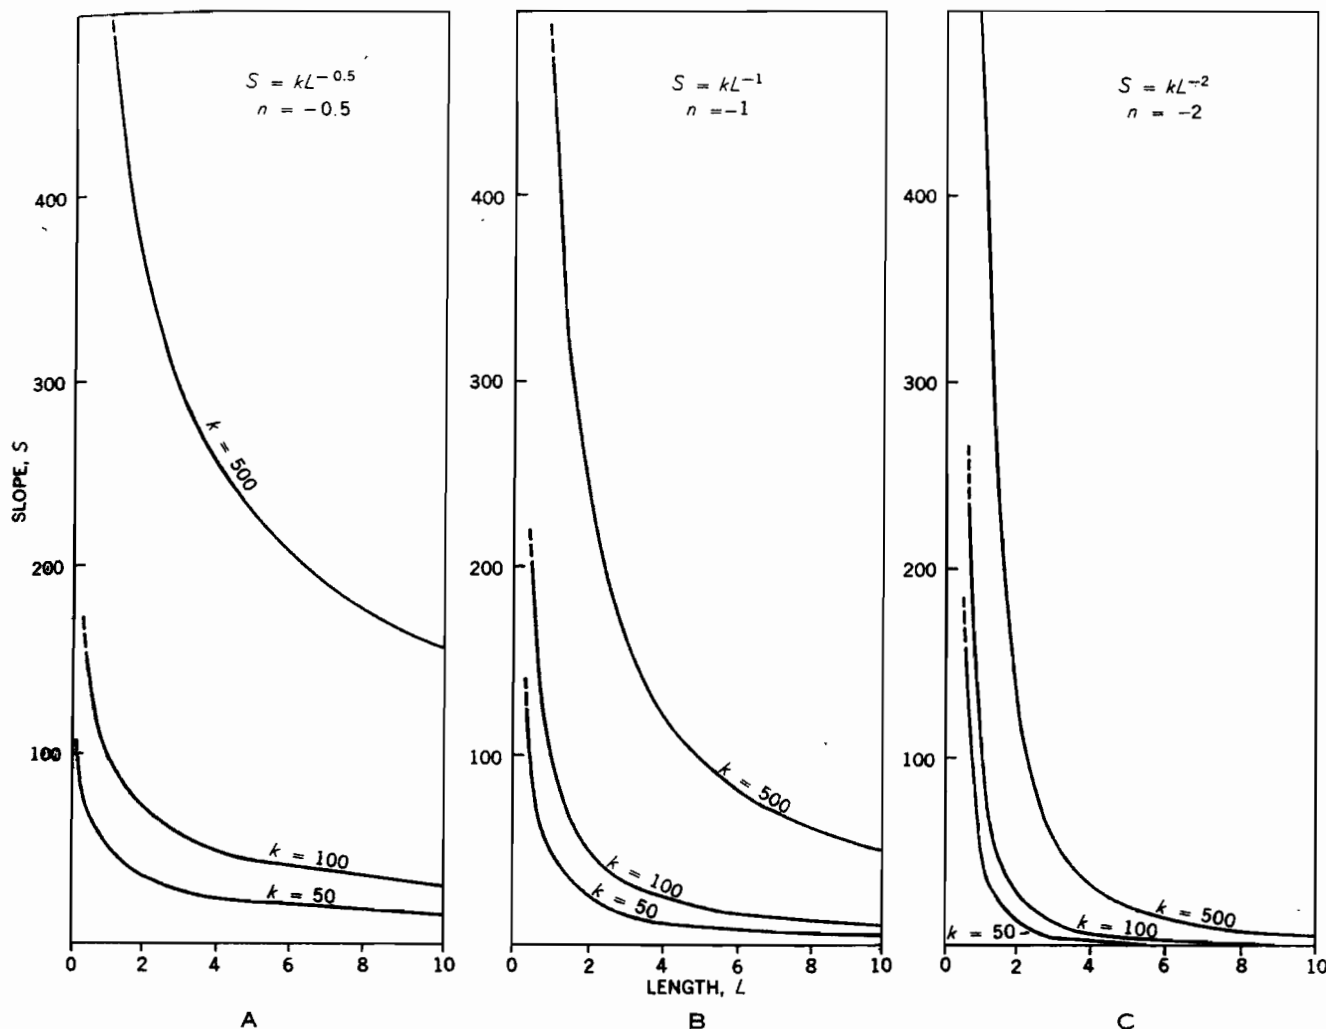 S = kL⁻⁰·⁵
n = −0.5
400
300
200
100
0
2
4
6
8
10
SLOPE, S
k = 500
k = 100
k = 50
A
S = kL⁻¹
n =−1
400
300
200
100
0
2
4
6
8
10
k = 500
k = 100
k = 50
LENGTH, L
B
S = kL⁻²
n = −2
400
300
200
100
0
2
4
6
8
10
k = 500
k = 100
k = 50
C